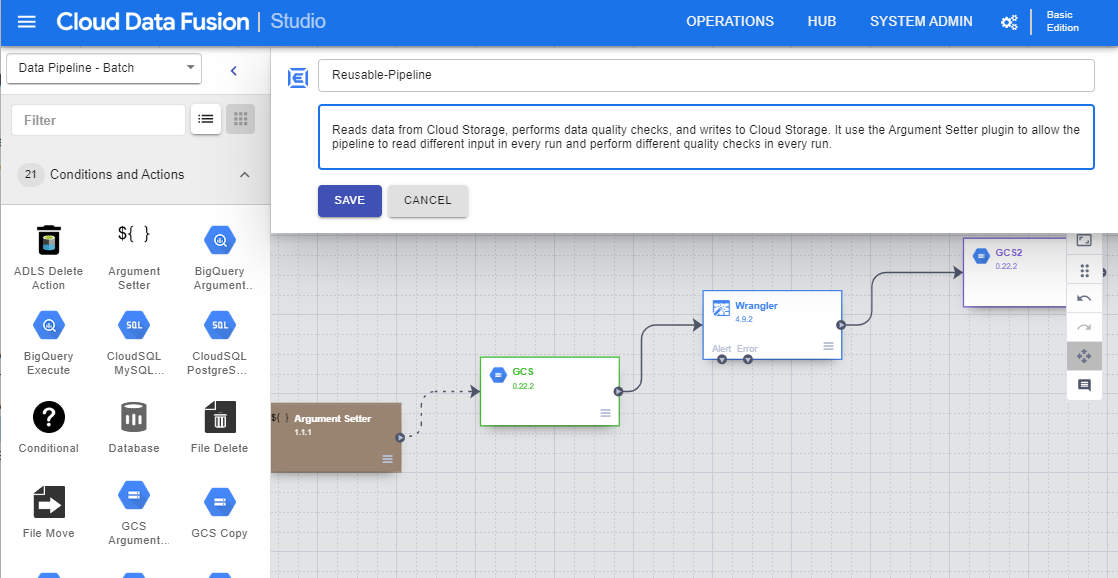 Cloud Data Fusion | Studio
OPERATIONS
HUB
SYSTEM ADMIN
Basic
Edition
Data Pipeline - Batch
Filter
21
Conditions and Actions
ADLS Delete
Action
${ }
Argument
Setter
BigQuery
Argument..
BigQuery
Execute
SQL
CloudSQL
MySQL...
SQL
CloudSQL
PostgreS...
Conditional
Database
File Delete
File Move
GCS
Argument...
GCS Copy
Reusable-Pipeline
Reads data from Cloud Storage, performs data quality checks, and writes to Cloud Storage. It use the Argument Setter plugin to allow the
pipeline to read different input in every run and perform different quality checks in every run.
SAVE
CANCEL
${ } Argument Setter
1.1.1
GCS
0.22.2
Wrangler
4.9.2
Alert Error
GCS2
0.22.2